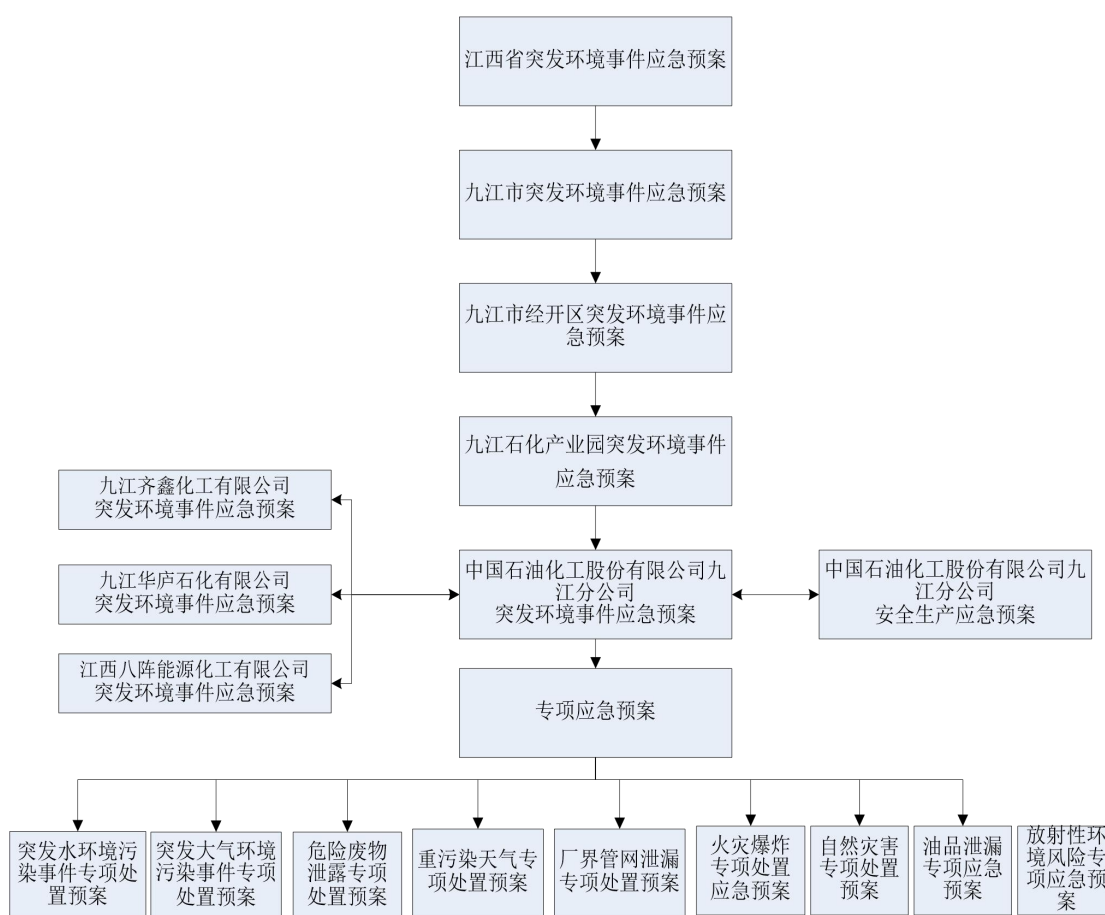 江西省突发环境事件应急预案
九江市突发环境事件应急预案
九江市经开区突发环境事件应
急预案
九江石化产业园突发环境事件
应急预案
九江齐鑫化工有限公司
突发环境事件应急预案
九江华庐石化有限公司
突发环境事件应急预案
江西八阵能源化工有限公司
突发环境事件应急预案
中国石油化工股份有限公司九
江分公司
突发环境事件应急预案
中国石油化工股份有限公司九
江分公司
安全生产应急预案
专项应急预案
突发水环境污
染事件专项处
置预案
突发大气环境
污染事件专项
处置预案
危险废物
泄露专项
处置预案
重污染天气专
项处置预案
厂界管网泄漏
专项处置预案
火灾爆炸
专项处置
应急预案
自然灾害
专项处置
预案
油品泄漏
专项应急
预案
放射性环
境风险专
项应急预
案